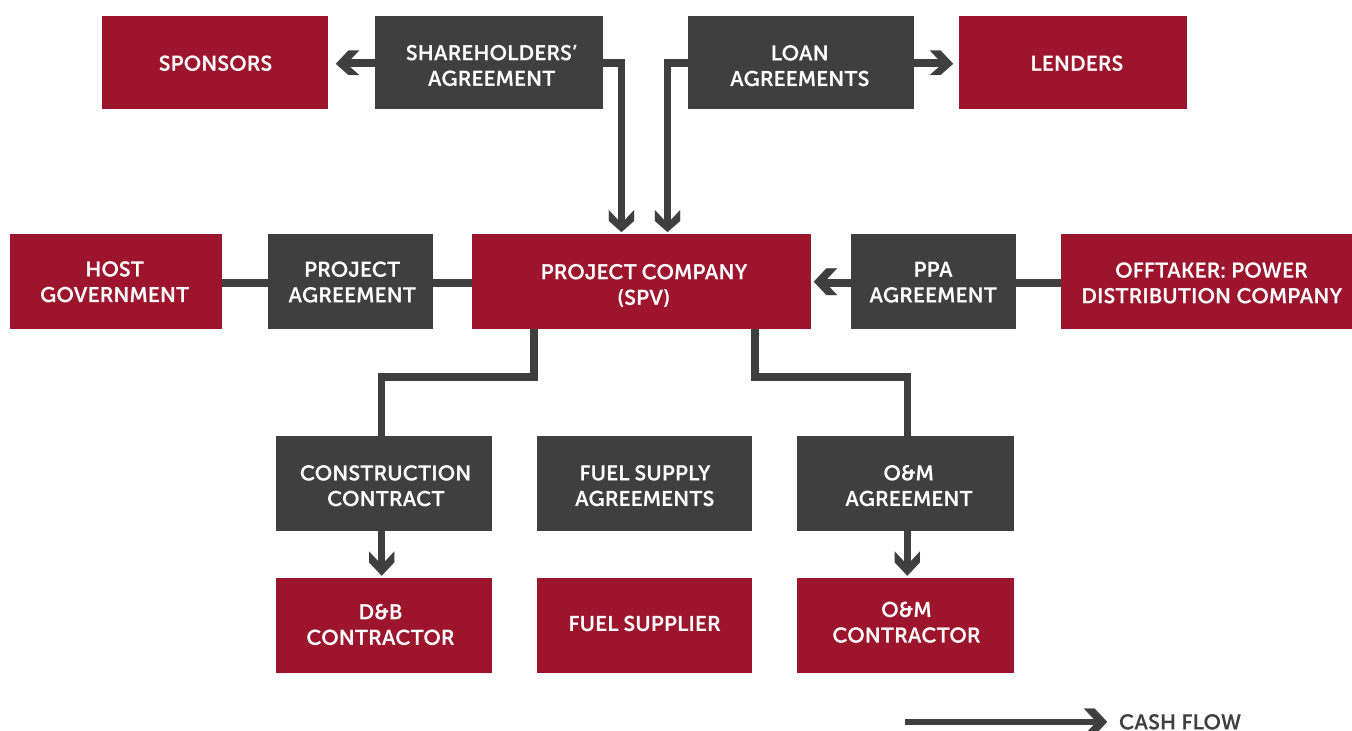 SPONSORS
SHAREHOLDERS’
AGREEMENT
LOAN
AGREEMENTS
LENDERS
HOST
GOVERNMENT
PROJECT
AGREEMENT
PROJECT COMPANY
(SPV)
PPA
AGREEMENT
OFFTAKER: POWER
DISTRIBUTION COMPANY
CONSTRUCTION
CONTRACT
FUEL SUPPLY
AGREEMENTS
O&M
AGREEMENT
D&B
CONTRACTOR
FUEL SUPPLIER
O&M
CONTRACTOR
CASH FLOW